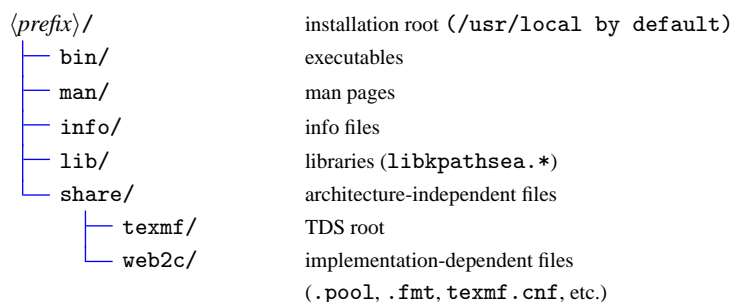 ⟨prefix⟩/ installation root (/usr/local by default)
bin/ executables
man/ man pages
info/ info files
lib/ libraries (libkpathsea.*)
share/ architecture-independent files
texmf/ TDS root
web2c/ implementation-dependent files
(.pool, .fmt, texmf.cnf, etc.)